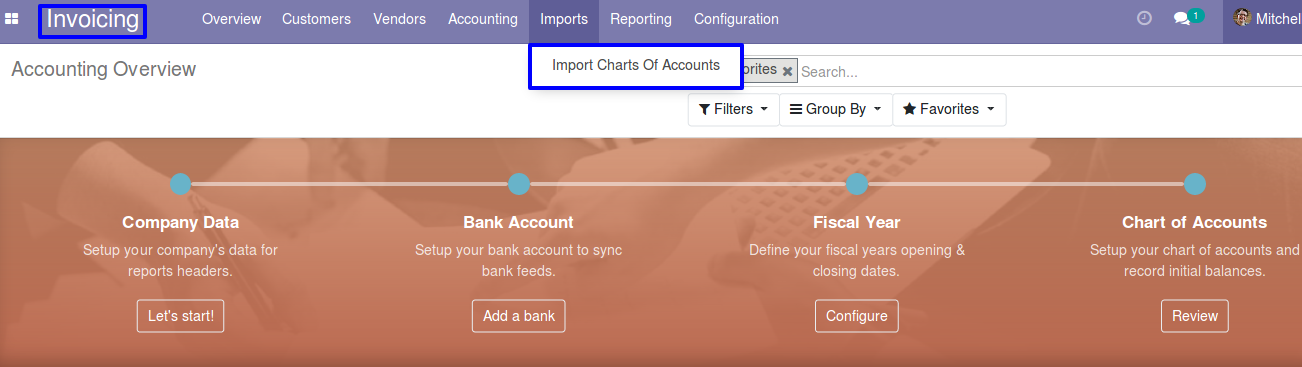 Invoicing Overview Customers Vendors Accounting Imports Reporting Configuration 1 Mitchel
Accounting Overview Import Charts Of Accounts orites Search...
Filters Group By Favorites
Company Data Bank Account Fiscal Year Chart of Accounts
Setup your company's data for Setup your bank account to sync Define your fiscal years opening & Setup your chart of accounts and
reports headers. bank feeds. closing dates. record initial balances.
Let's start! Add a bank Configure Review